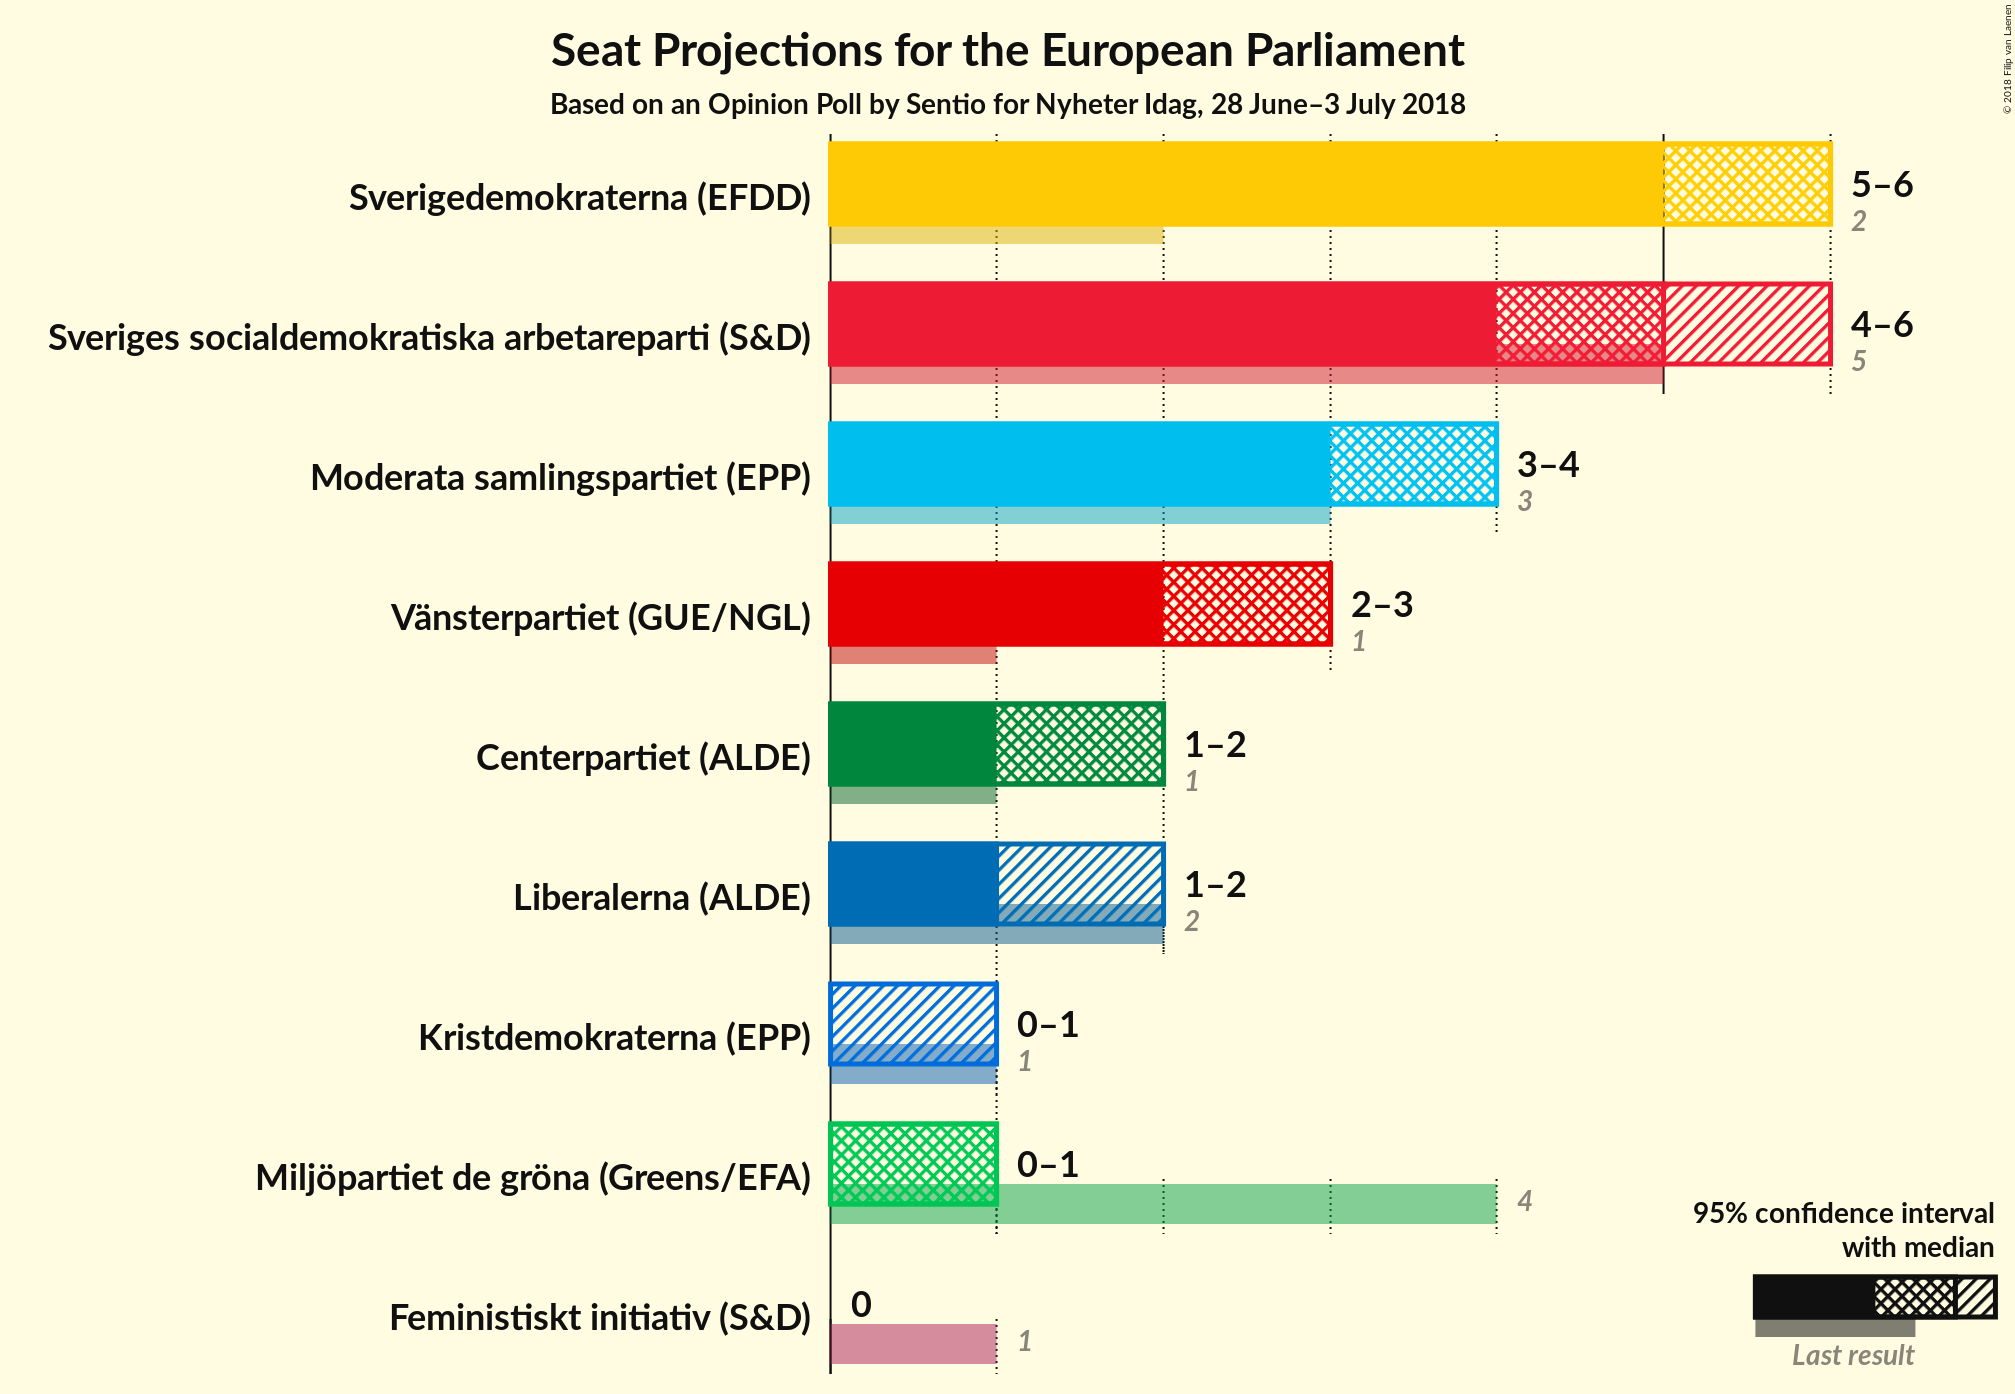 Seat Projections for the European Parliament
Based on an Opinion Poll by Sentio for Nyheter Idag, 28 June–3 July 2018
© 2018 Filip van Laenen
Sverigedemokraterna (EFDD)
5–6
2
Sveriges socialdemokratiska arbetareparti (S&D)
4–6
5
Moderata samlingspartiet (EPP)
3–4
3
Vänsterpartiet (GUE/NGL)
2–3
1
Centerpartiet (ALDE)
1–2
1
Liberalerna (ALDE)
1–2
2
Kristdemokraterna (EPP)
0–1
1
Miljöpartiet de gröna (Greens/EFA)
0–1
4
Feministiskt initiativ (S&D)
0
1
95% confidence interval
with median
Last result